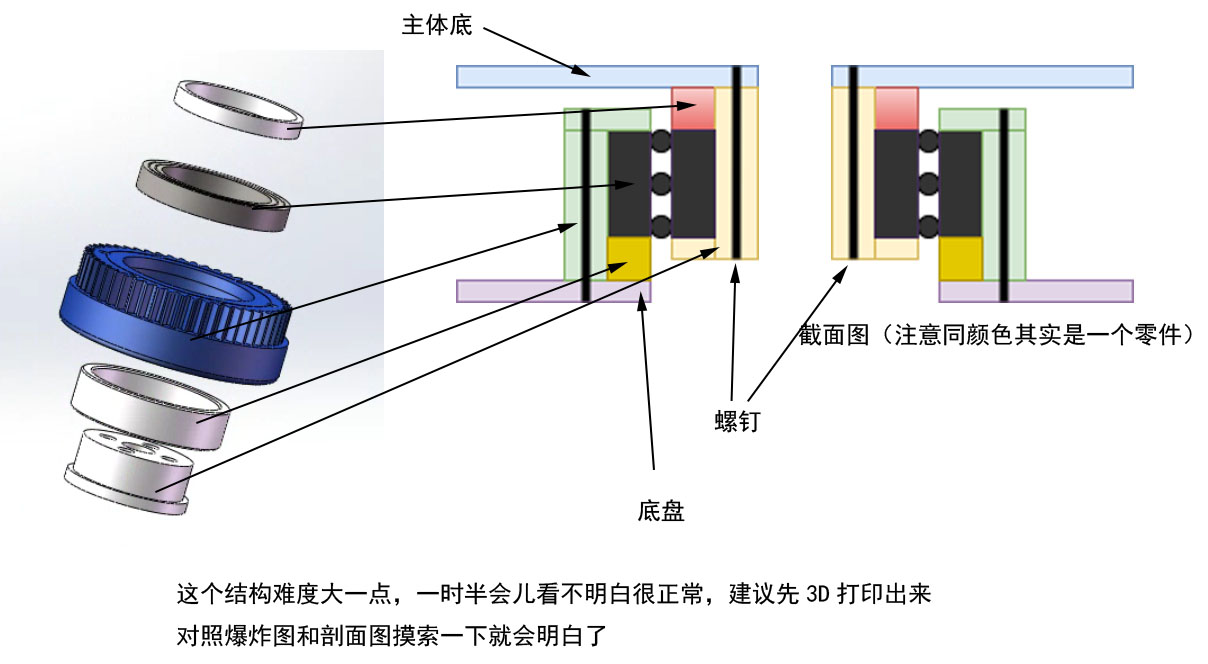 主体底
截面图（注意同颜色其实是一个零件）
螺钉
底盘
这个结构难度大一点，一时半会儿看不明白很正常，建议先3D打印出来
对照爆炸图和剖面图摸索一下就会明白了